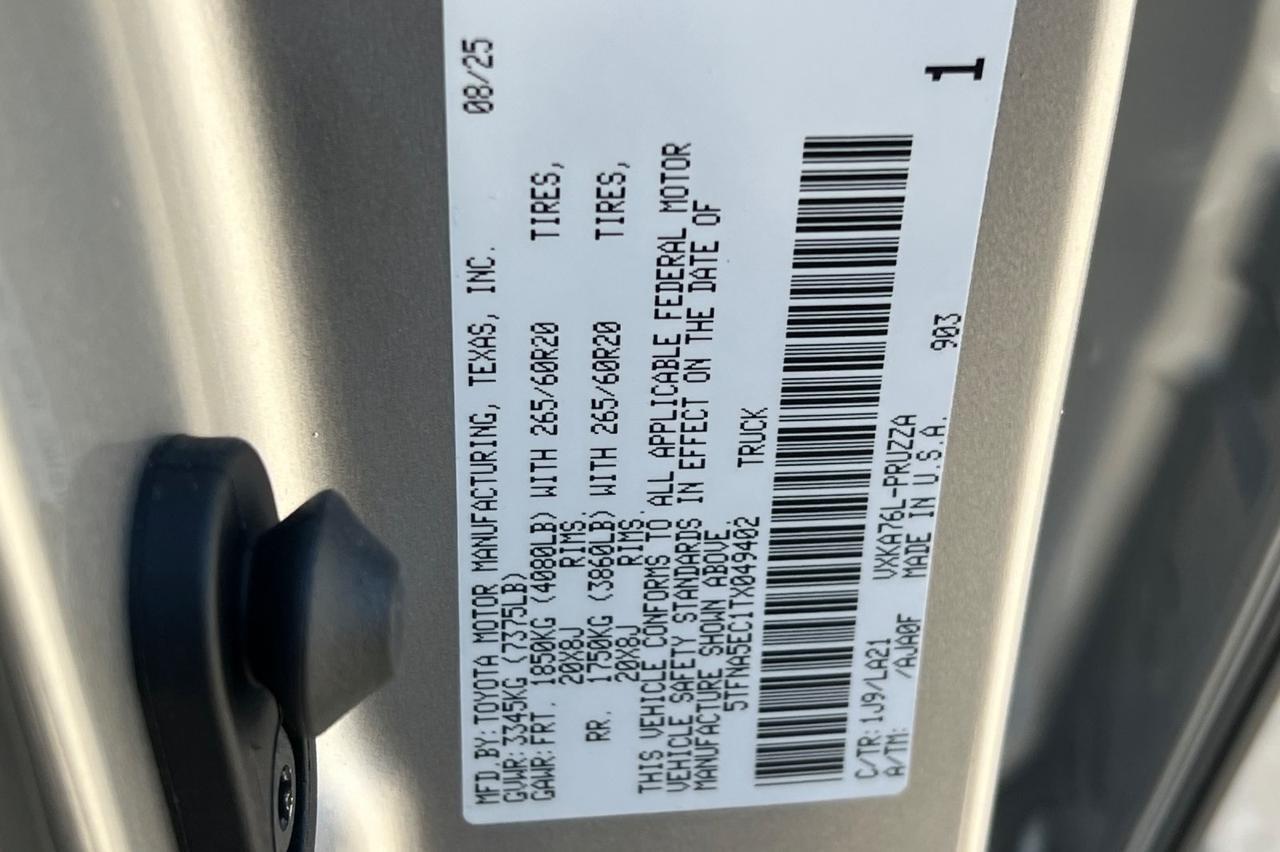 MFD.BY:TOYOTA MOTOR MANUFACTURING, TEXAS, INC. 08/25
GVWR:3345KG (7375LB)
GAWR:FRT. 1850KG (4080LB) WITH 265/60R20 TIRES,
20X8J RIMS,
RR. 1750KG (3860LB) WITH 265/60R20 TIRES,
20X8J RIMS.
THIS VEHICLE CONFORMS TO ALL APPLICABLE FEDERAL MOTOR
VEHICLE SAFETY STANDARDS IN EFFECT ON THE DATE OF
MANUFACTURE SHOWN ABOVE.
5TFNA5EC1TX049402 TRUCK
C/TR:1J9/LA21 VXKA76L-PRUZZA
A/TM: /AJA0F MADE IN U.S.A. 903
1